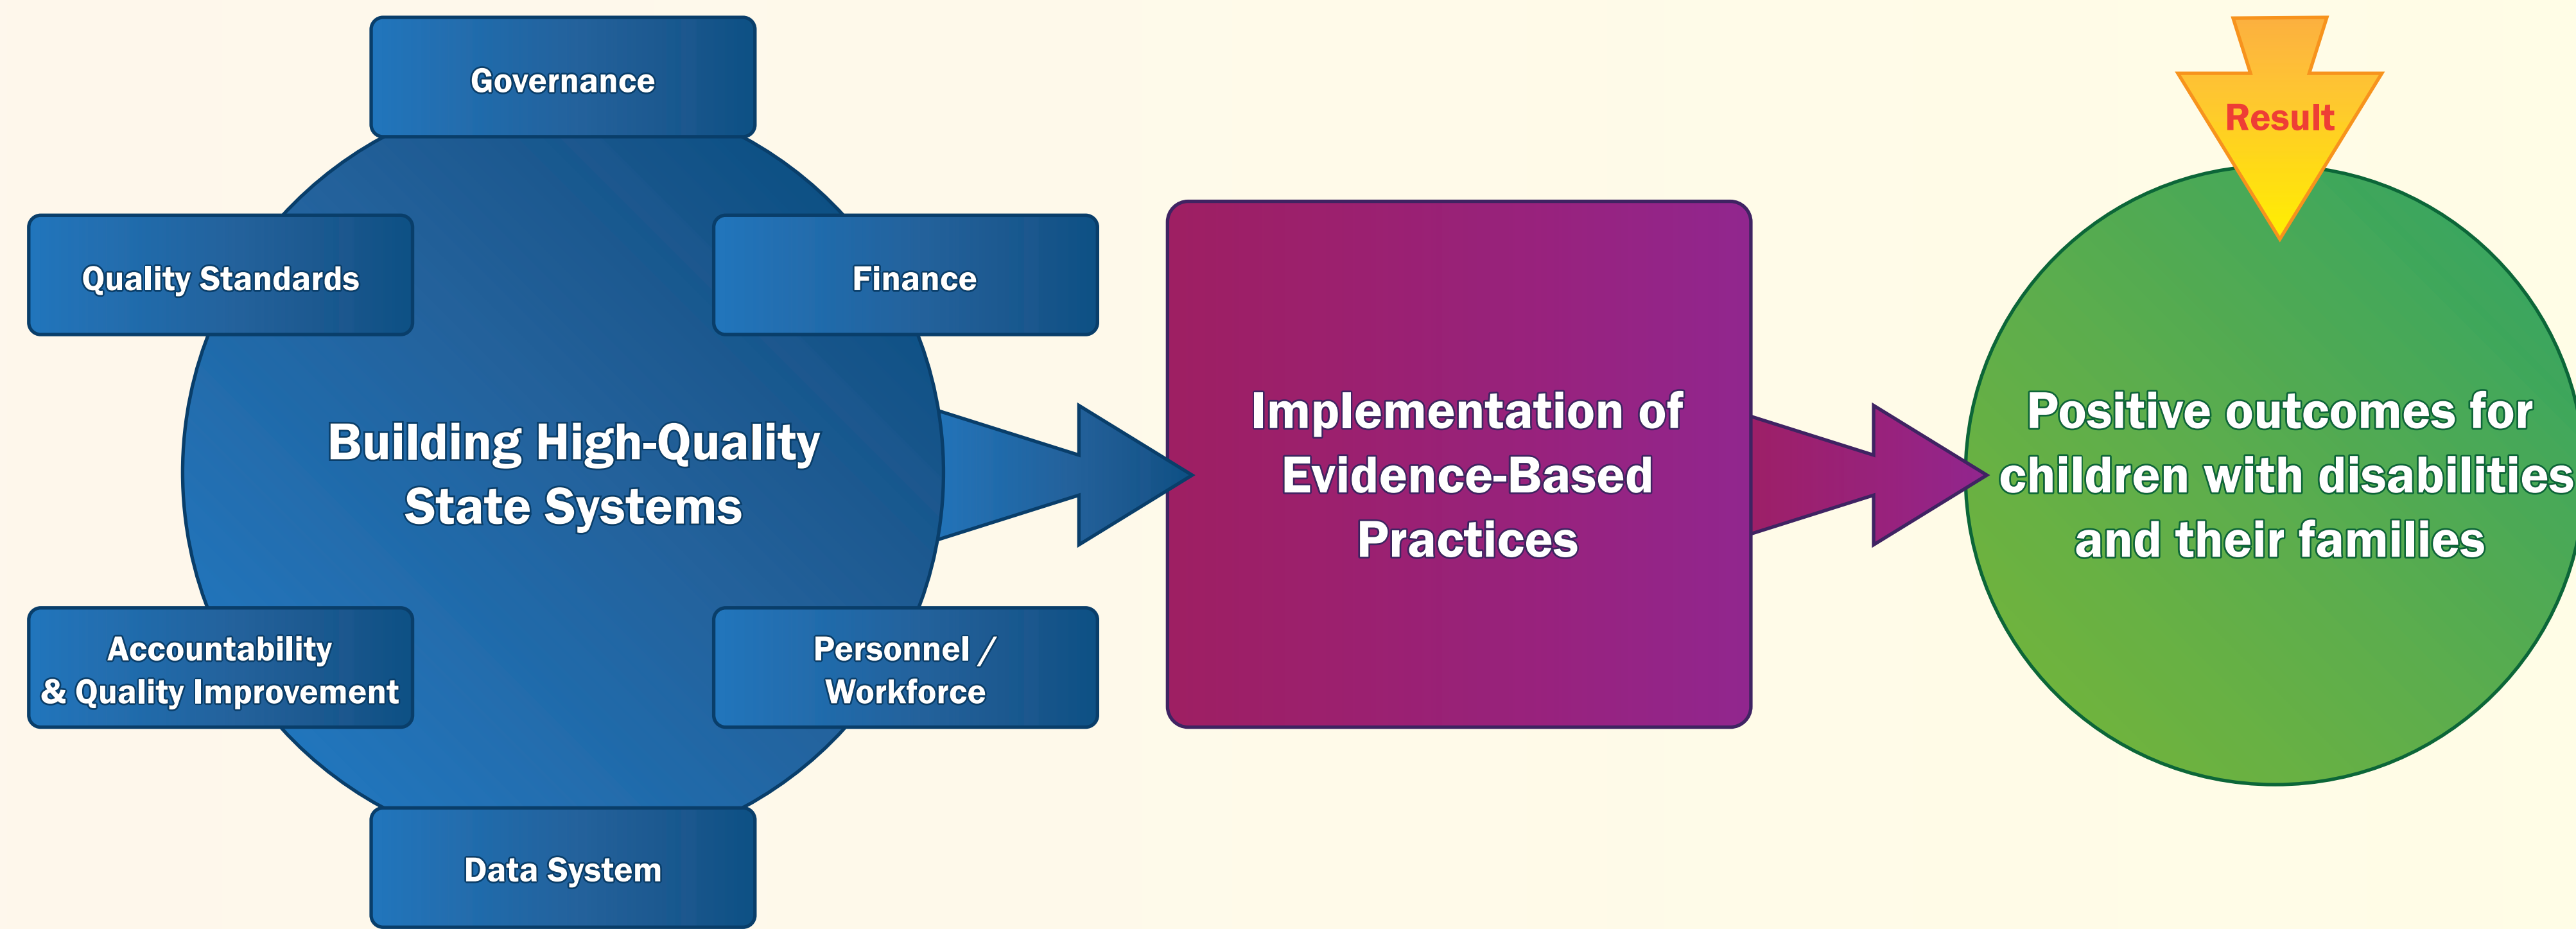 Governance
Quality Standards
Finance
Building High-Quality
State Systems
Accountability
& Quality Improvement
Personnel /
Workforce
Data System
Implementation of
Evidence-Based
Practices
Result
Positive outcomes for
children with disabilities
and their families